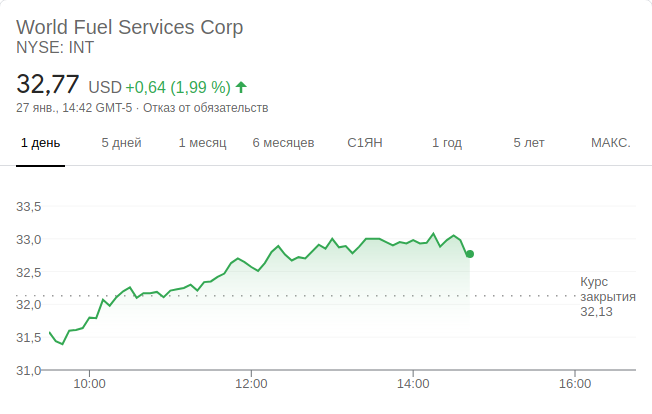 World Fuel Services Corp
NYSE: INT
32,77 USD +0,64 (1,99 %)
27 янв., 14:42 GMT-5 · Отказ от обязательств
1 день 5 дней 1 месяц 6 месяцев С1ЯН 1 год 5 лет МАКС.
33,5
33,0
32,5
32,0
31,5
31,0
Курс
закрытия
32,13
10:00 12:00 14:00 16:00